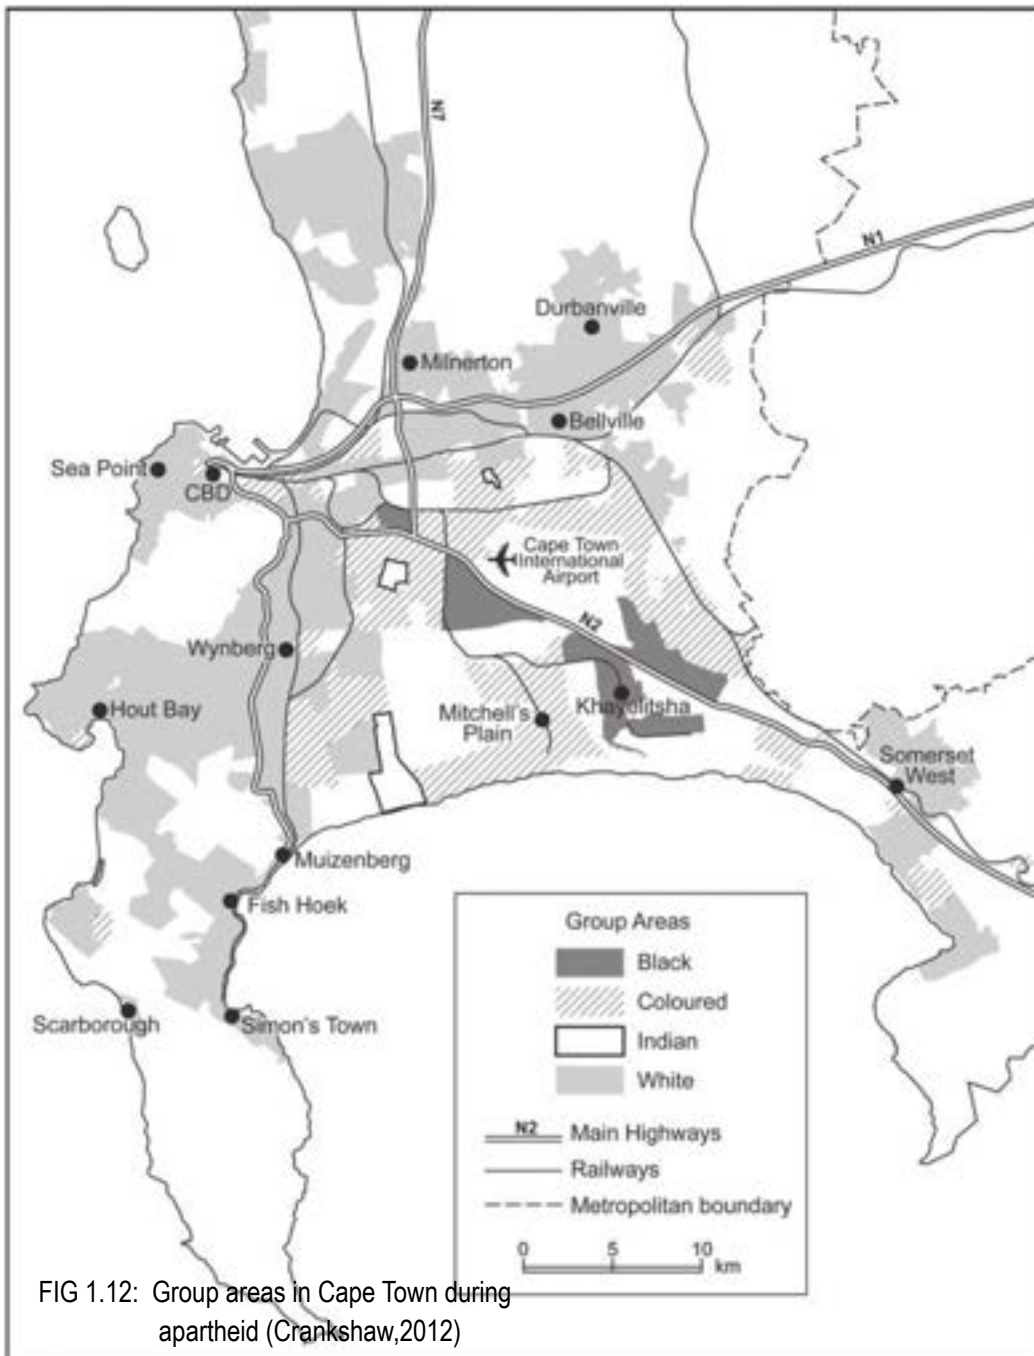 N7
N1
Durbanville
Milnerton
Bellville
Sea Point
CBD
Cape Town
International
Airport
N2
Wynberg
Hout Bay
Mitchell's
Plain
Khayelitsha
Somerset
West
Muizenberg
Fish Hoek
Scarborough
Simon's Town
Group Areas
Black
Coloured
Indian
White
N2 Main Highways
Railways
Metropolitan boundary
0 5 10
km
FIG 1.12: Group areas in Cape Town during
apartheid (Crankshaw,2012)